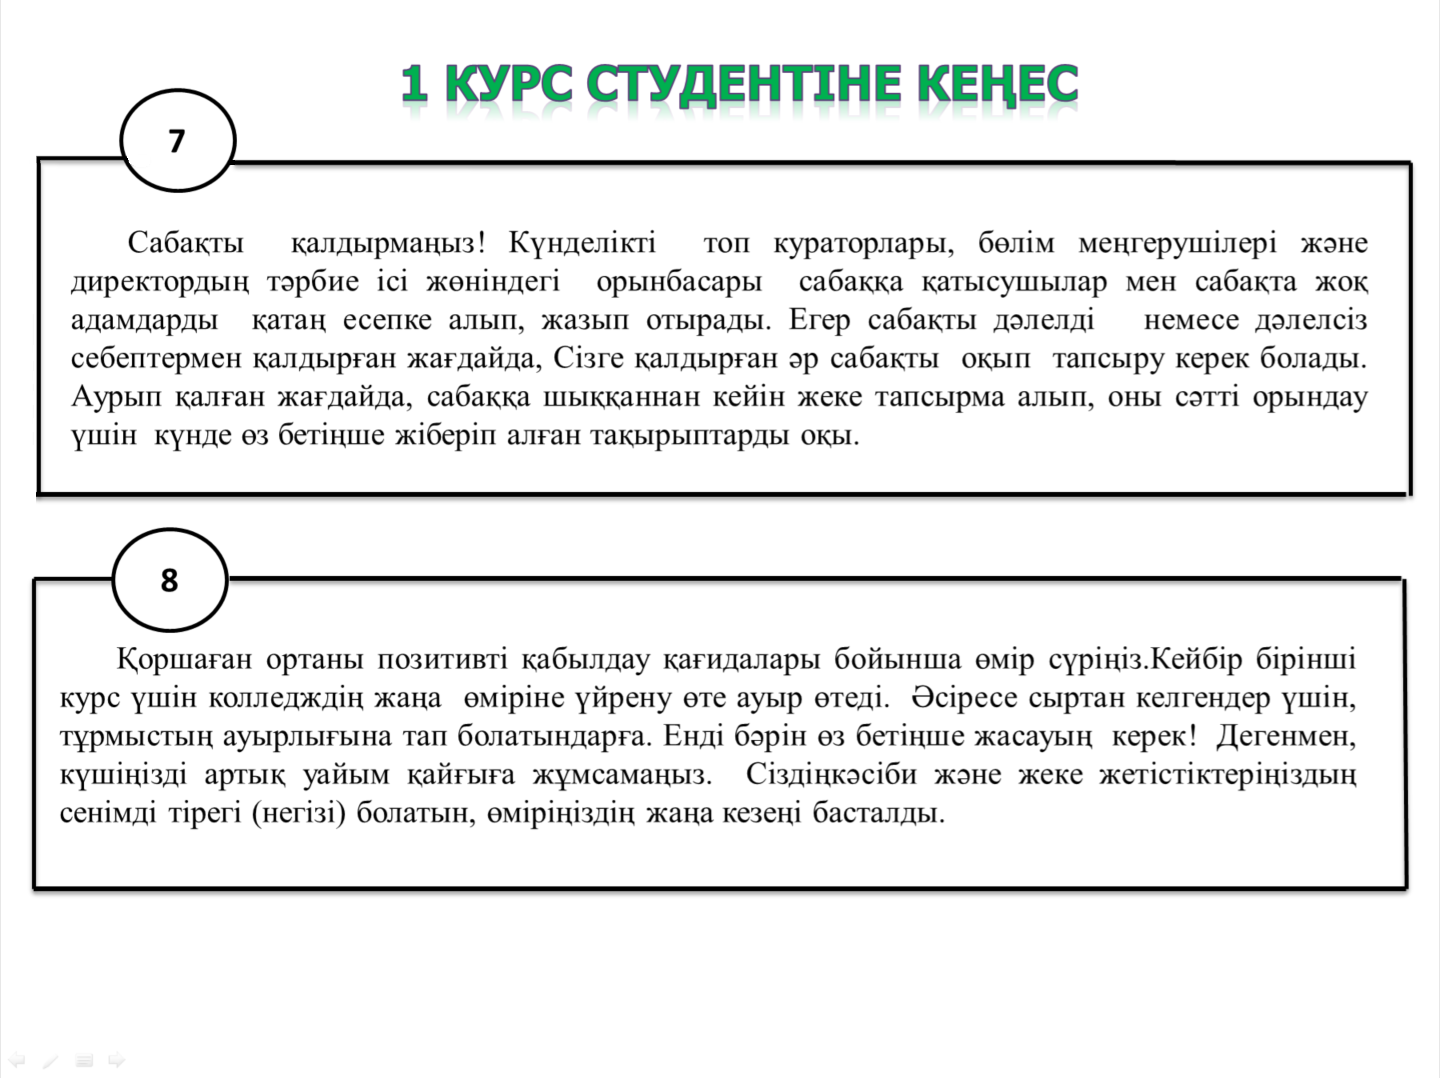 1 КУРС СТУДЕНТІНЕ КЕҢЕС
7
Сабақты қалдырмаңыз! Күнделікті топ кураторлары, бөлім меңгерушілері және
директордың тәрбие ісі жөніндегі орынбасары сабаққа қатысушылар мен сабақта жоқ
адамдарды қатаң есепке алып, жазып отырады. Егер сабақты дәлелді немесе дәлелсіз
себептермен қалдырған жағдайда, Сізге қалдырған әр сабақты оқып тапсыру керек болады.
Аурып қалған жағдайда, сабаққа шыққаннан кейін жеке тапсырма алып, оны сәтті орындау
үшін күнде өз бетіңше жіберіп алған тақырыптарды оқы.
8
Қоршаған ортаны позитивті қабылдау қағидалары бойынша өмір сүріңіз.Кейбір бірінші
курс үшін колледждің жаңа өміріне үйрену өте ауыр өтеді. Әсіресе сыртан келгендер үшін,
тұрмыстың ауырлығына тап болатындарға. Енді бәрін өз бетіңше жасауың керек! Дегенмен,
күшіңізді артық уайым қайғыға жұмсамаңыз. Сіздіңкәсіби және жеке жетістіктеріңіздың
сенімді тірегі (негізі) болатын, өміріңіздің жаңа кезеңі басталды.